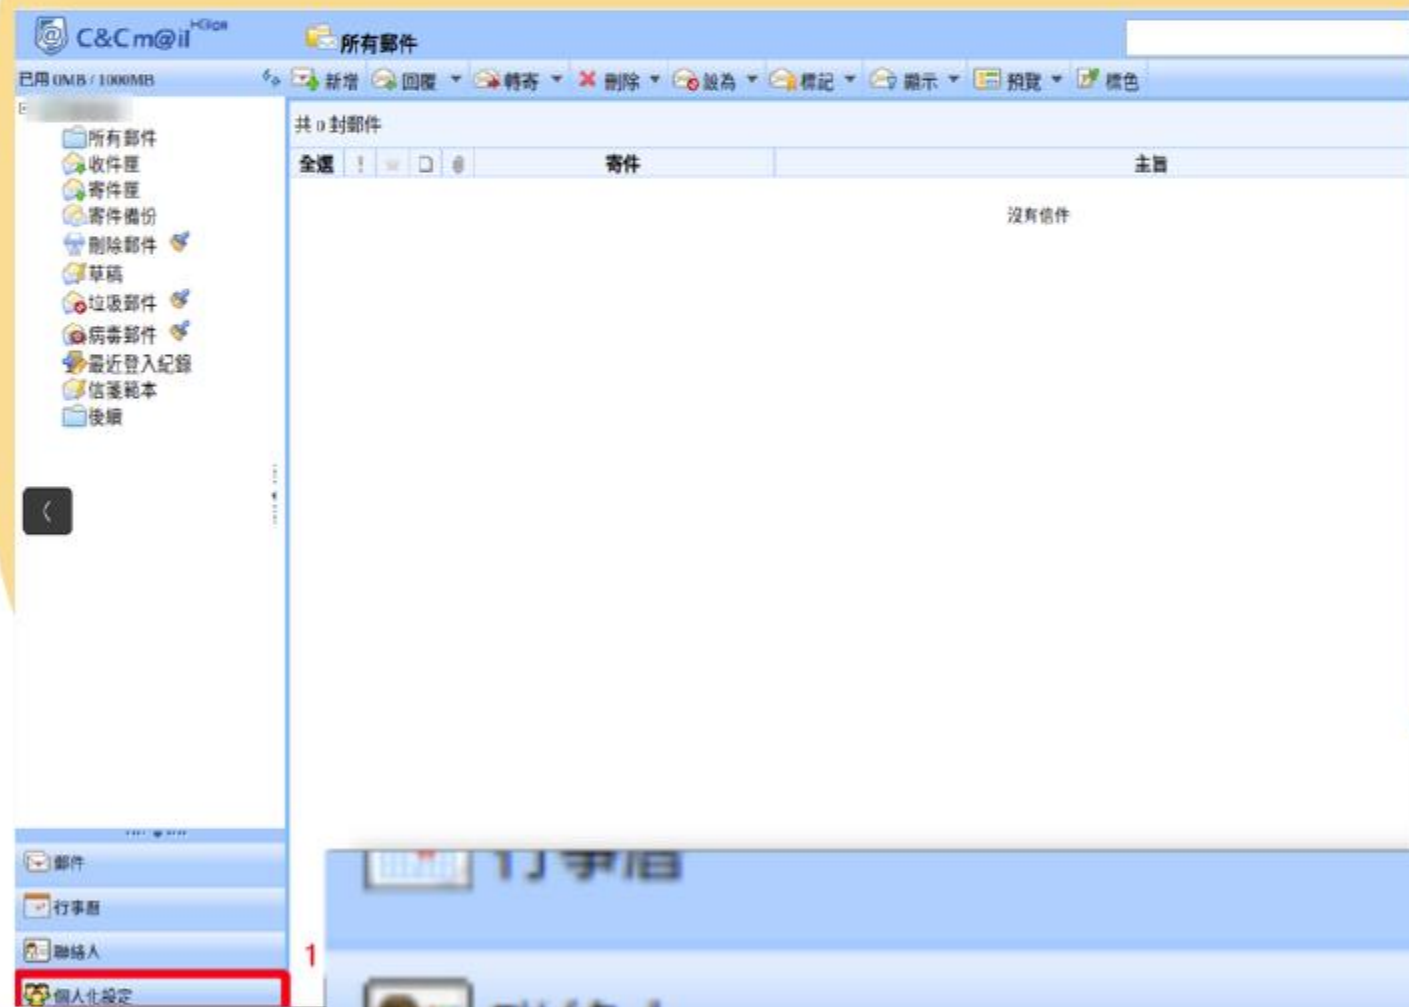 C&Cm@il
所有郵件
已用 0MB / 1000MB
新增 回覆 轉寄 刪除 設為 標記 顯示 預覽 標色
共 0 封郵件
全選 ! 寄件 主旨
沒有信件
所有郵件
收件匣
寄件匣
寄件備份
刪除郵件
草稿
垃圾郵件
病毒郵件
最近登入紀錄
信箋範本
後續
郵件
行事曆
聯絡人
個人化設定
1
行事曆